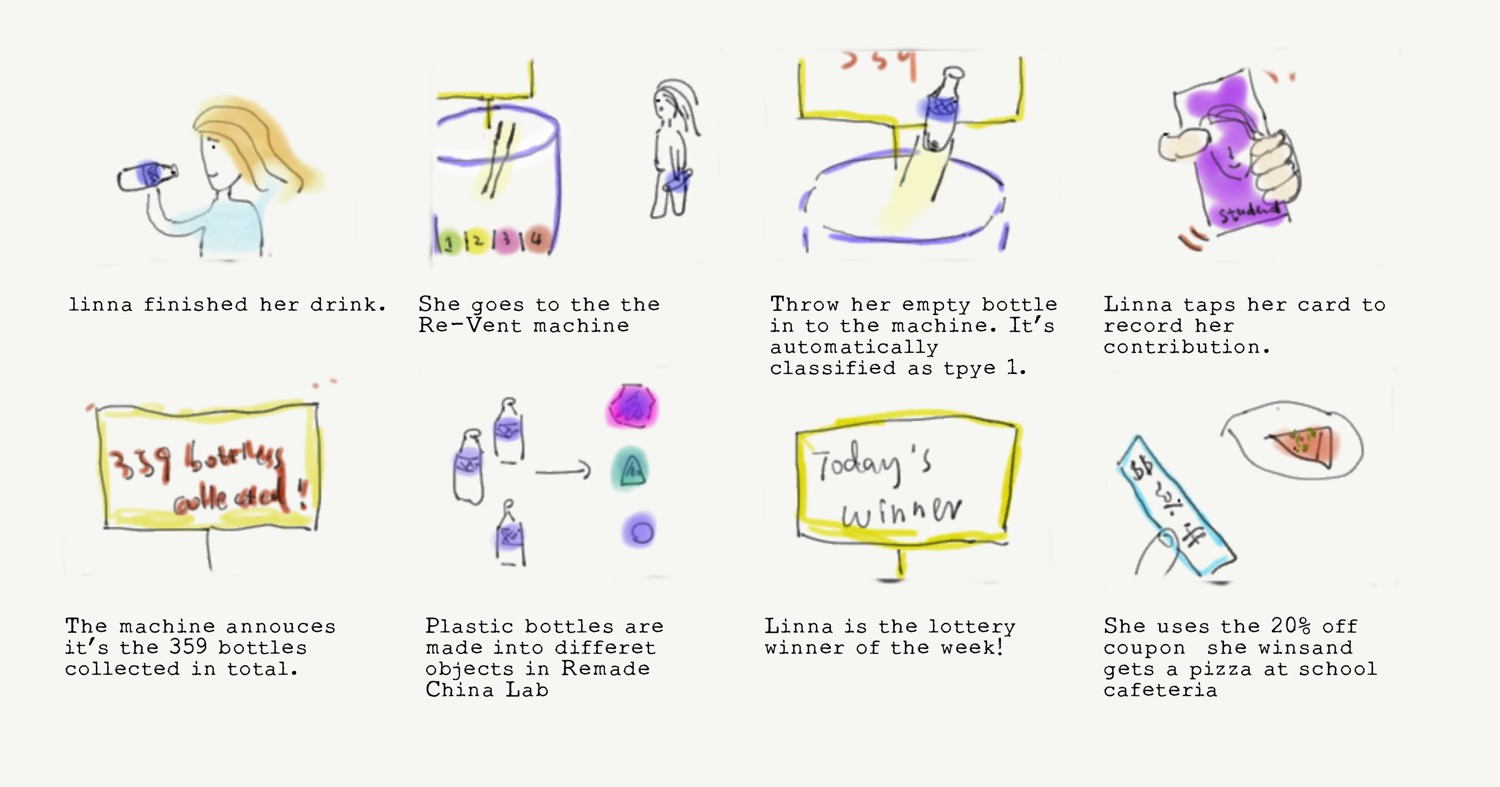 359
student
1 2 3 4
linna finished her drink.
She goes to the the
Re-Vent machine
Throw her empty bottle
in to the machine. It's
automatically
classified as tpye 1.
Linna taps her card to
record her
contribution.
359 bottles
collected!
Today's
winner
$$ 20% #
The machine annouces
it's the 359 bottles
collected in total.
Plastic bottles are
made into differet
objects in Remade
China Lab
Linna is the lottery
winner of the week!
She uses the 20% off
coupon she winsand
gets a pizza at school
cafeteria